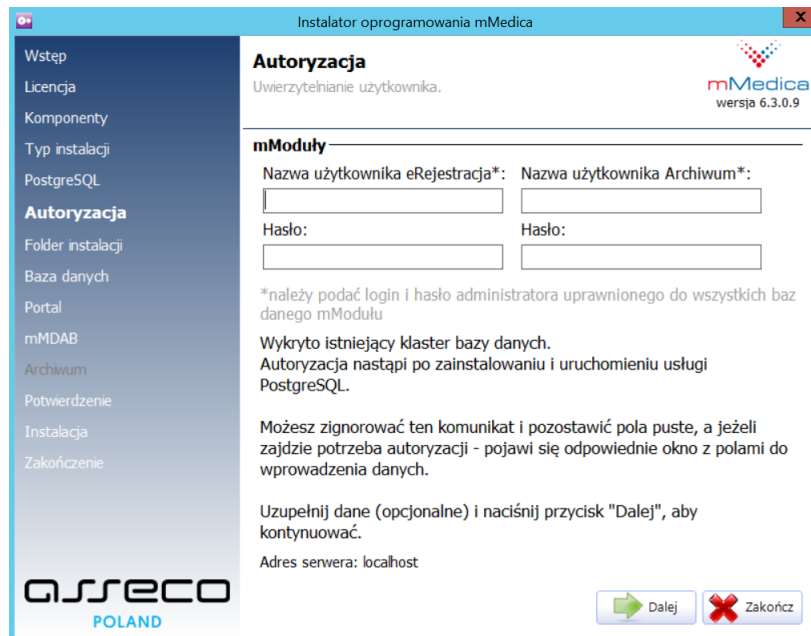 Instalator oprogramowania mMedica
x
Wstęp
Licencja
Komponenty
Typ instalacji
PostgreSQL
Autoryzacja
Folder instalacji
Baza danych
Portal
mMDAB
Archiwum
Potwierdzenie
Instalacja
Zakończenie
asseco
POLAND
Autoryzacja
Uwierzytelnianie użytkownika.
mMedica
wersja 6.3.0.9
mModuły
Nazwa użytkownika eRejestracja*: Nazwa użytkownika Archiwum*:
Hasło: Hasło:
*należy podać login i hasło administratora uprawnionego do wszystkich baz
danego mModułu
Wykryto istniejący klaster bazy danych.
Autoryzacja nastąpi po zainstalowaniu i uruchomieniu usługi
PostgreSQL.
Możesz zignorować ten komunikat i pozostawić pola puste, a jeżeli
zajdzie potrzeba autoryzacji - pojawi się odpowiednie okno z polami do
wprowadzenia danych.
Uzupełnij dane (opcjonalne) i naciśnij przycisk "Dalej", aby
kontynuować.
Adres serwera: localhost
Dalej Zakończ